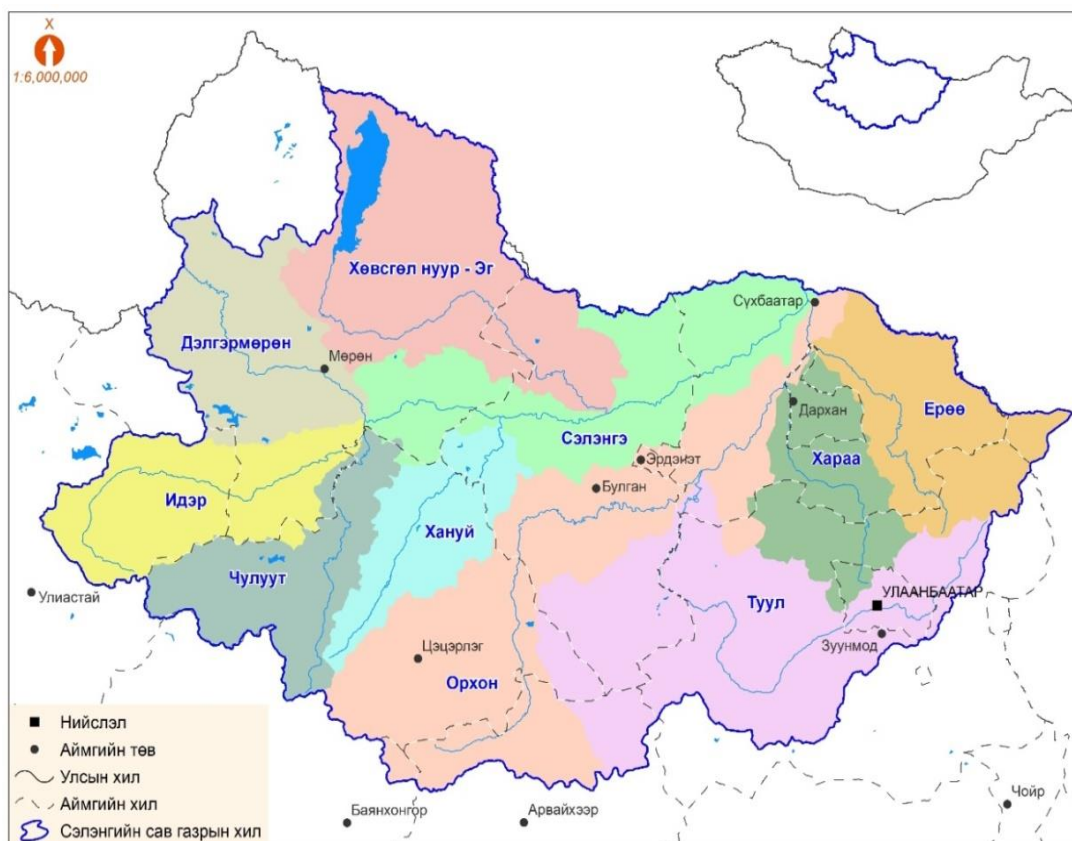 X
1:6,000,000
Хөвсгөл нуур - Эг
Сүхбаатар
Дэлгэрмөрөн
Мөрөн
Дархан
Ерөө
Сэлэнгэ
Эрдэнэт
Хараа
Булган
Идэр
Хануй
Чулуут
Улиастай
Туул
УЛААНБААТАР
Зуунмод
Цэцэрлэг
Орхон
Нийслэл
Аймгийн төв
Улсын хил
Аймгийн хил
Сэлэнгийн сав газрын хил
Баянхонгор
Арвайхээр
Чойр